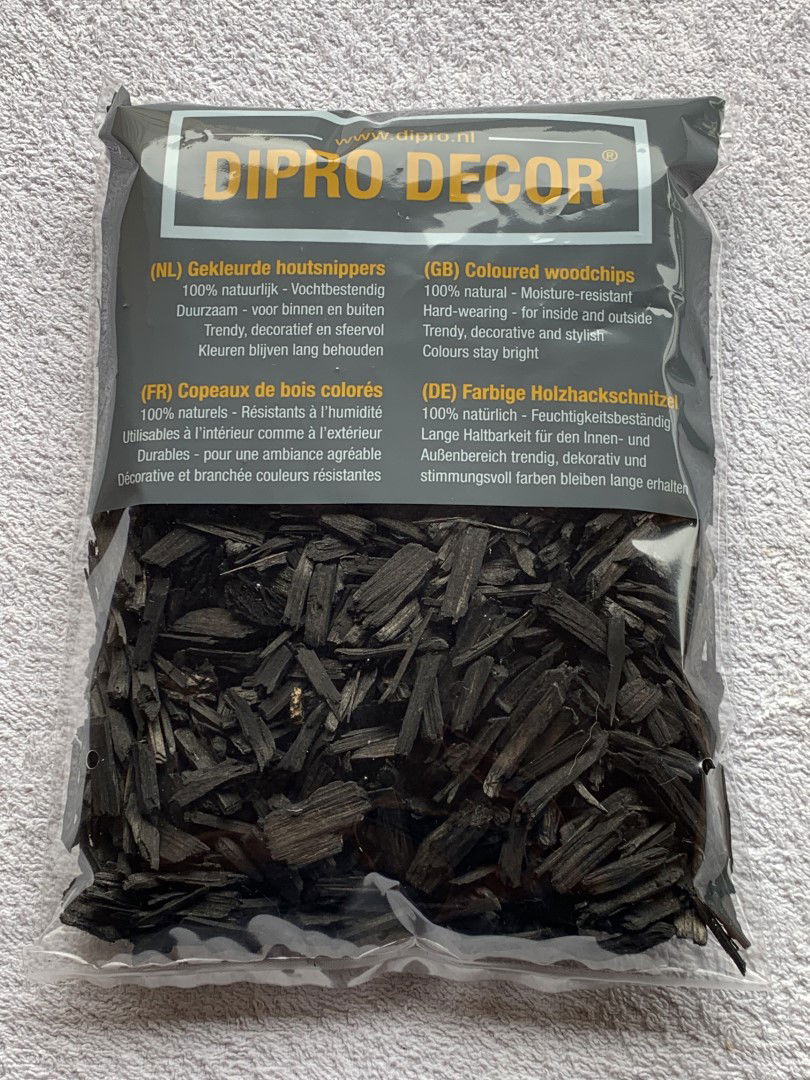 www.dipro.nl
DIPRO DECOR®
(NL) Gekleurde houtsnippers
100% natuurlijk - Vochtbestendig
Duurzaam - voor binnen en buiten
Trendy, decoratief en sfeervol
Kleuren blijven lang behouden
(GB) Coloured woodchips
100% natural - Moisture-resistant
Hard-wearing - for inside and outside
Trendy, decorative and stylish
Colours stay bright
(FR) Copeaux de bois colorés
100% naturels - Résistants à l'humidité
Utilisables à l'intérieur comme à l'extérieur
Durables - pour une ambiance agréable
Décorative et branchée couleurs résistantes
(DE) Farbige Holzhackschnitzel
100% natürlich - Feuchtigkeitsbeständig
Lange Haltbarkeit für den Innen- und
Außenbereich trendig, dekorativ und
stimmungsvoll farben bleiben lange erhalten